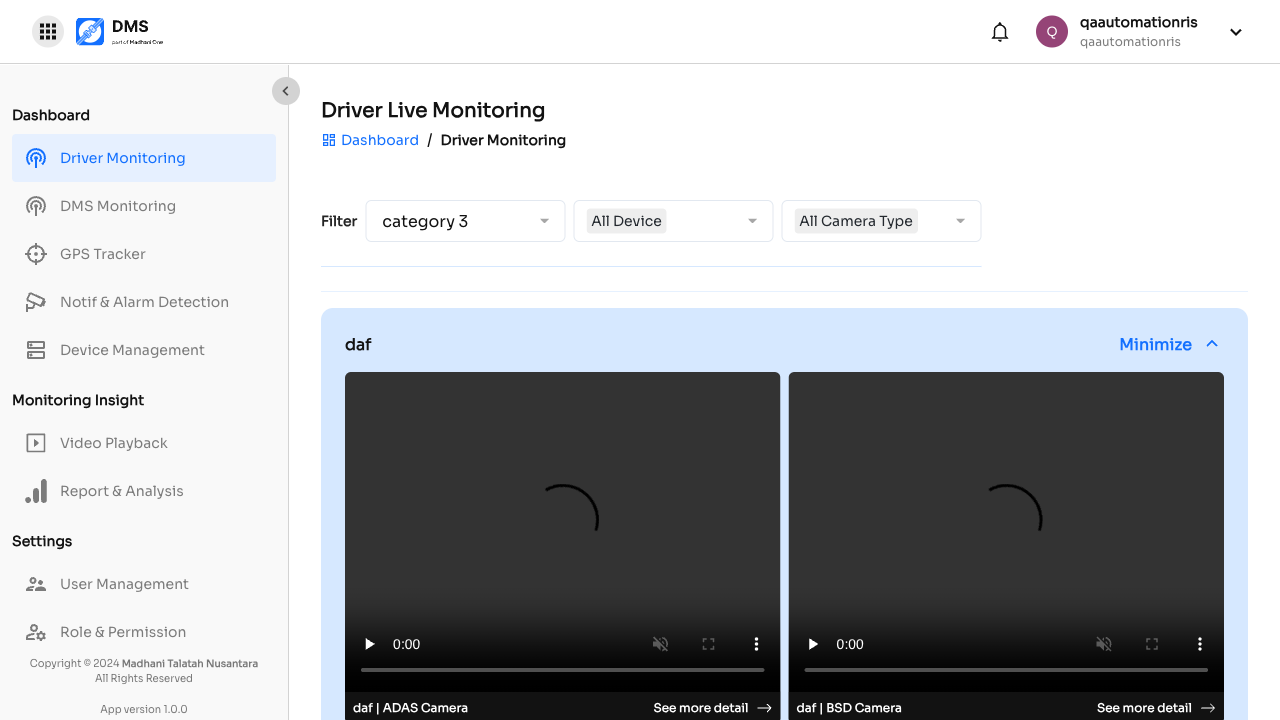 DMS
part of Madhani One
Q
qaautomationris
qaautomationris
Dashboard
Driver Monitoring
DMS Monitoring
GPS Tracker
Notif & Alarm Detection
Device Management
Monitoring Insight
Video Playback
Report & Analysis
Settings
User Management
Role & Permission
Copyright © 2024 Madhani Talatah Nusantara
All Rights Reserved
App version 1.0.0
Driver Live Monitoring
Dashboard / Driver Monitoring
Filter category 3 All Device All Camera Type
daf Minimize
0:00 0:00
daf | ADAS Camera See more detail daf | BSD Camera See more detail